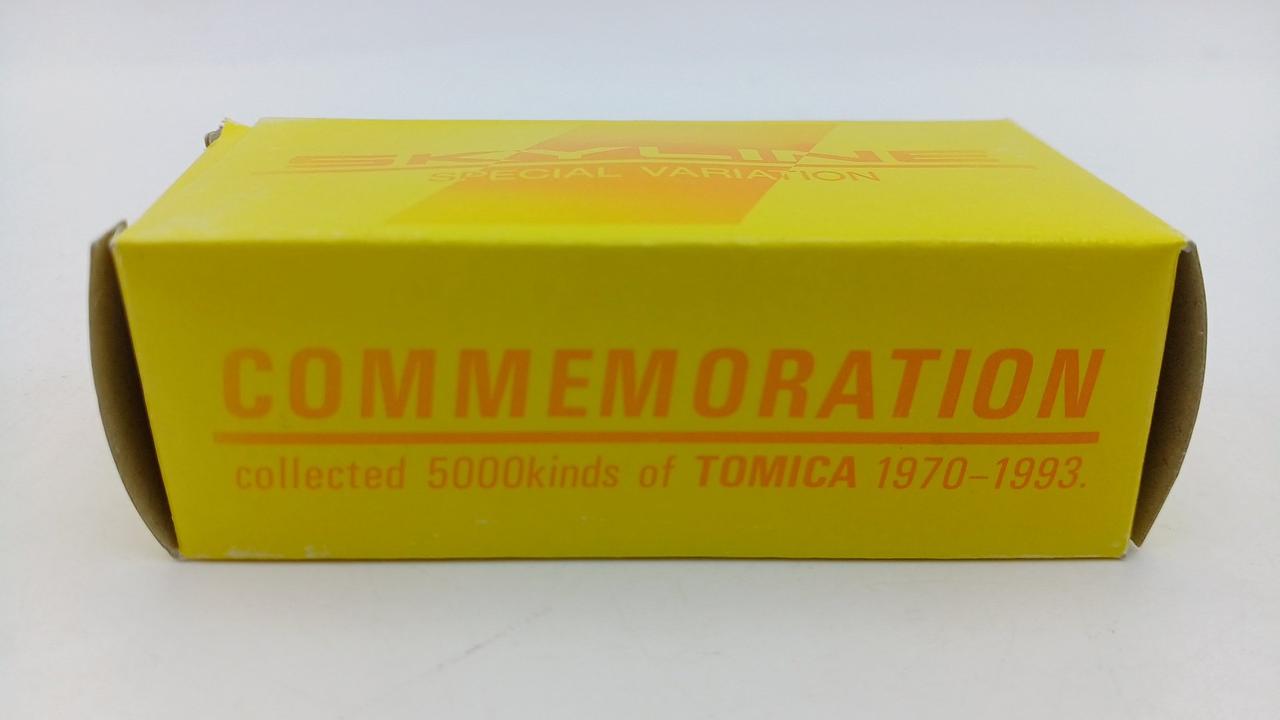 SKYLINE
SPECIAL VARIATION
COMMEMORATION
collected 5000kinds of TOMICA 1970-1993.